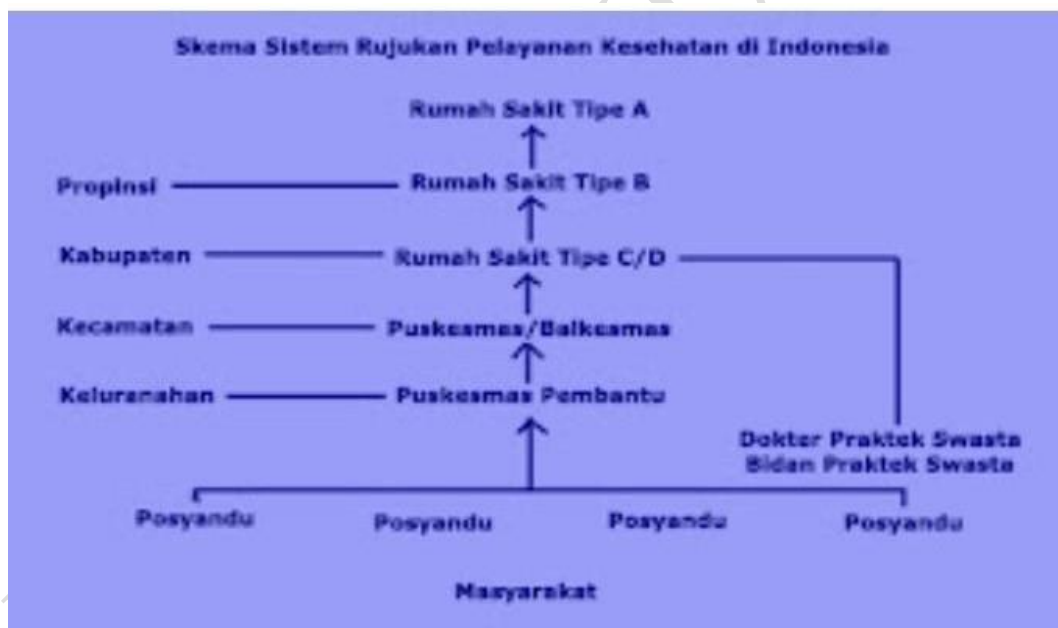 Skema Sistem Rujukan Pelayanan Kesehatan di Indonesia
Rumah Sakit Tipe A
Propinsi Rumah Sakit Tipe B
Kabupaten Rumah Sakit Tipe C/D
Kecamatan Puskesmas/Balkesmas
Keluranahan Puskesmas Pembantu
Dokter Praktek Swasta
Bidan Praktek Swasta
Posyandu Posyandu Posyandu Posyandu
Masyarakat